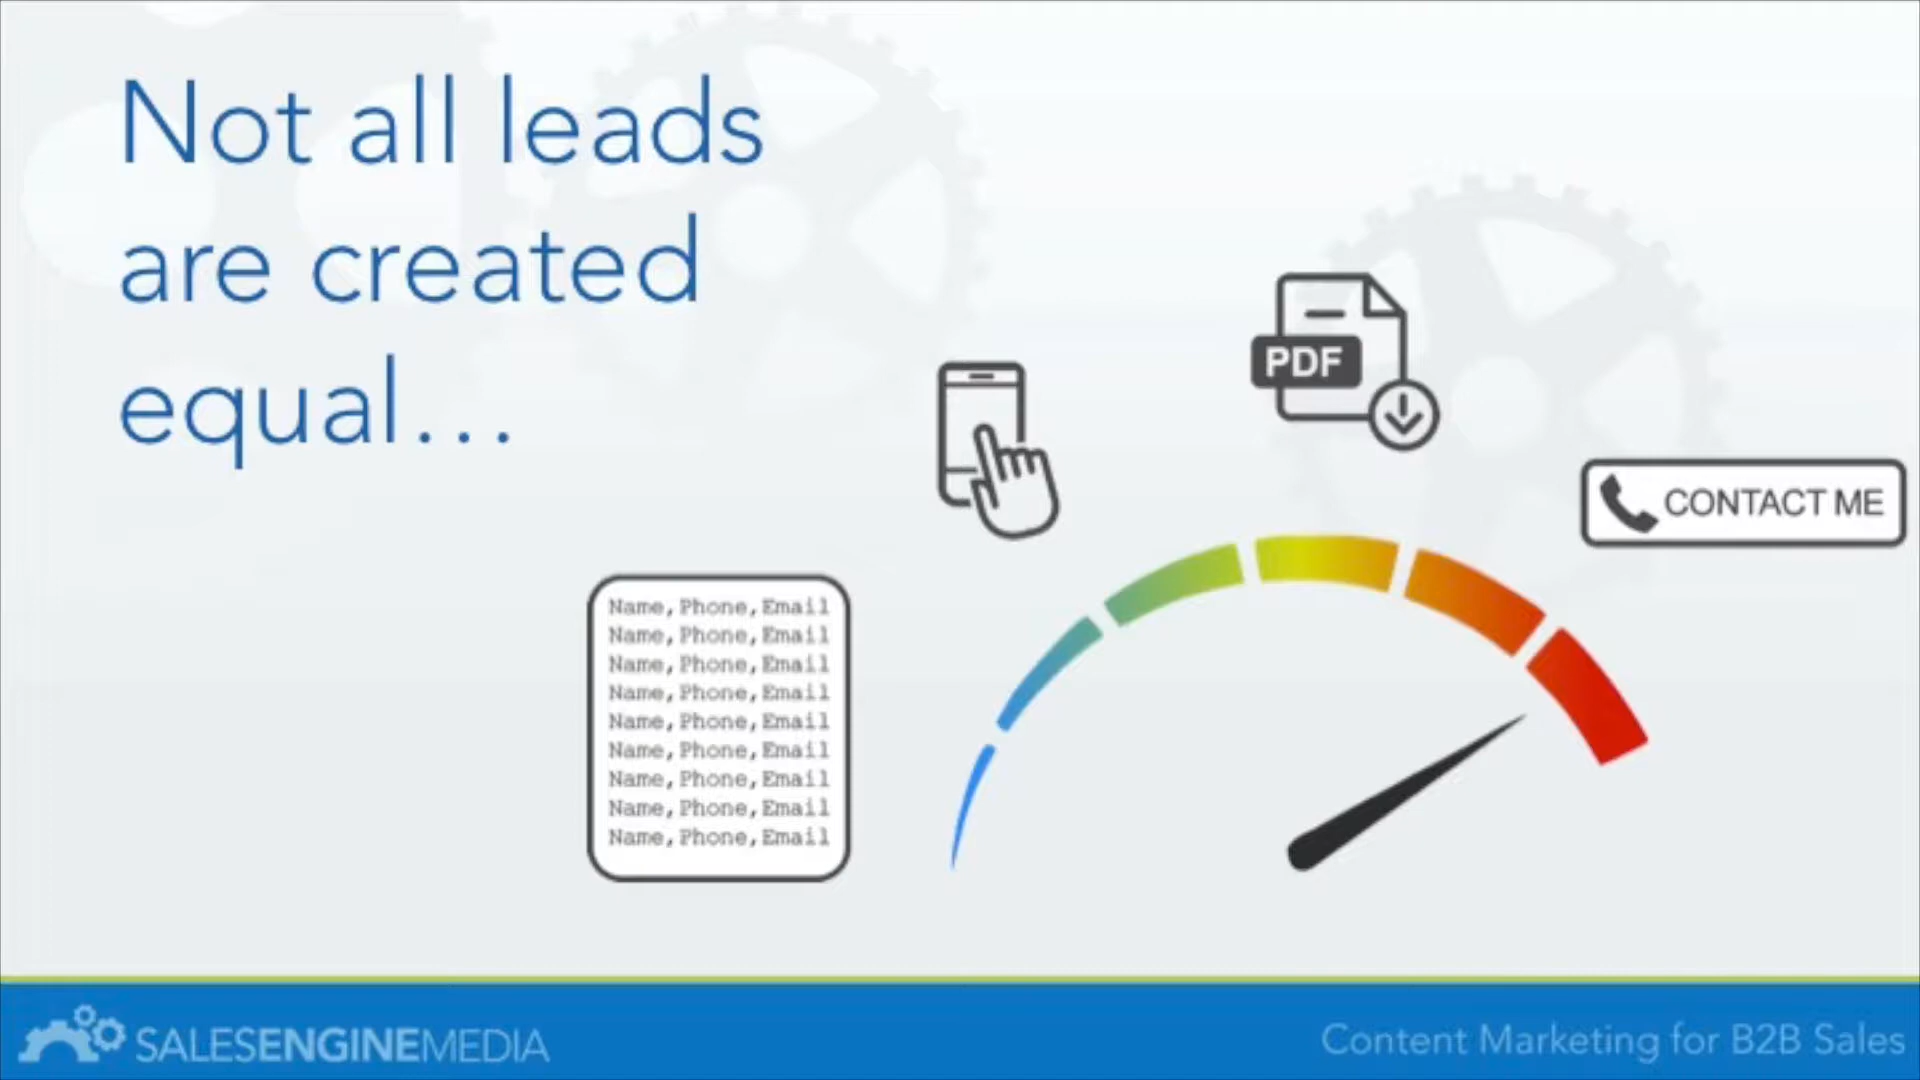 Not all leads
are created
equal...
PDF
CONTACT ME
Name,Phone,Email
Name,Phone,Email
Name,Phone,Email
Name,Phone,Email
Name,Phone,Email
Name,Phone,Email
Name,Phone,Email
Name,Phone,Email
Name,Phone,Email
SALESENGINEMEDIA
Content Marketing for B2B Sales